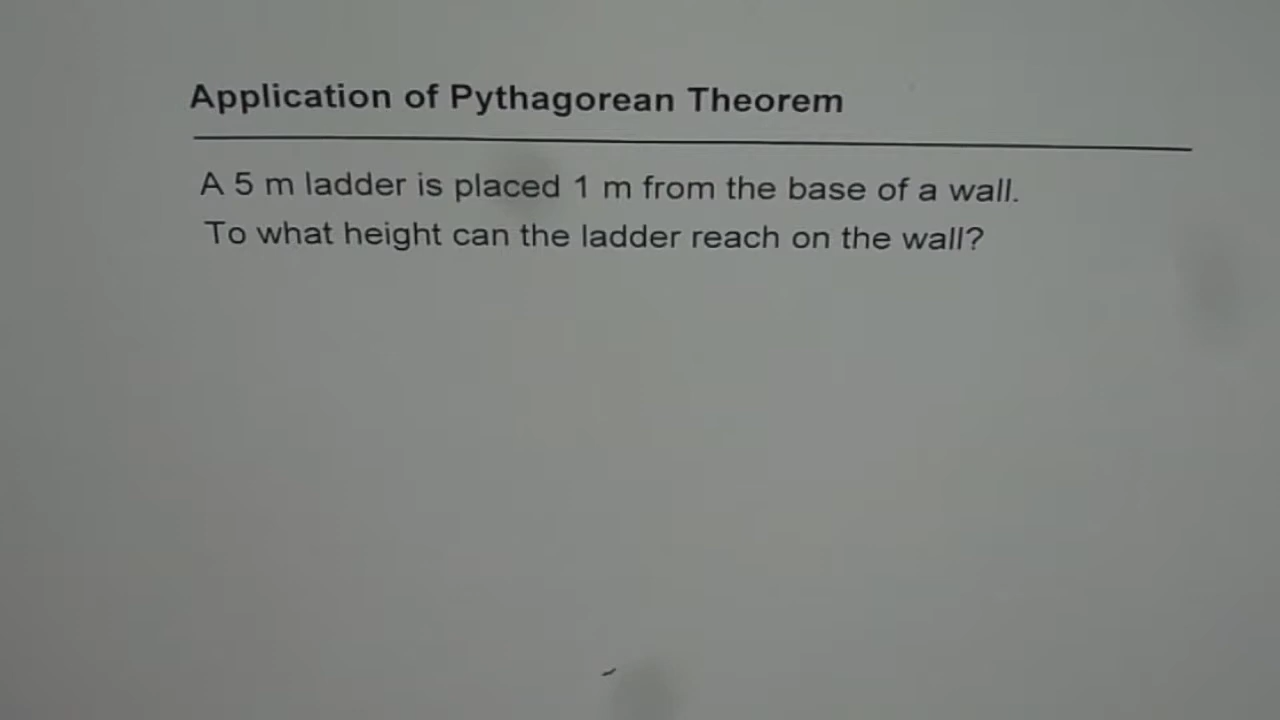 Application of Pythagorean Theorem
A 5 m ladder is placed 1 m from the base of a wall.
To what height can the ladder reach on the wall?